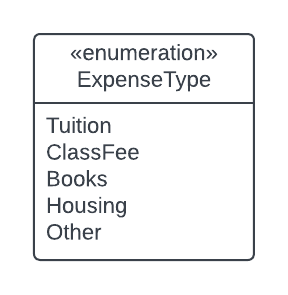 «enumeration»
ExpenseType
Tuition
ClassFee
Books
Housing
Other